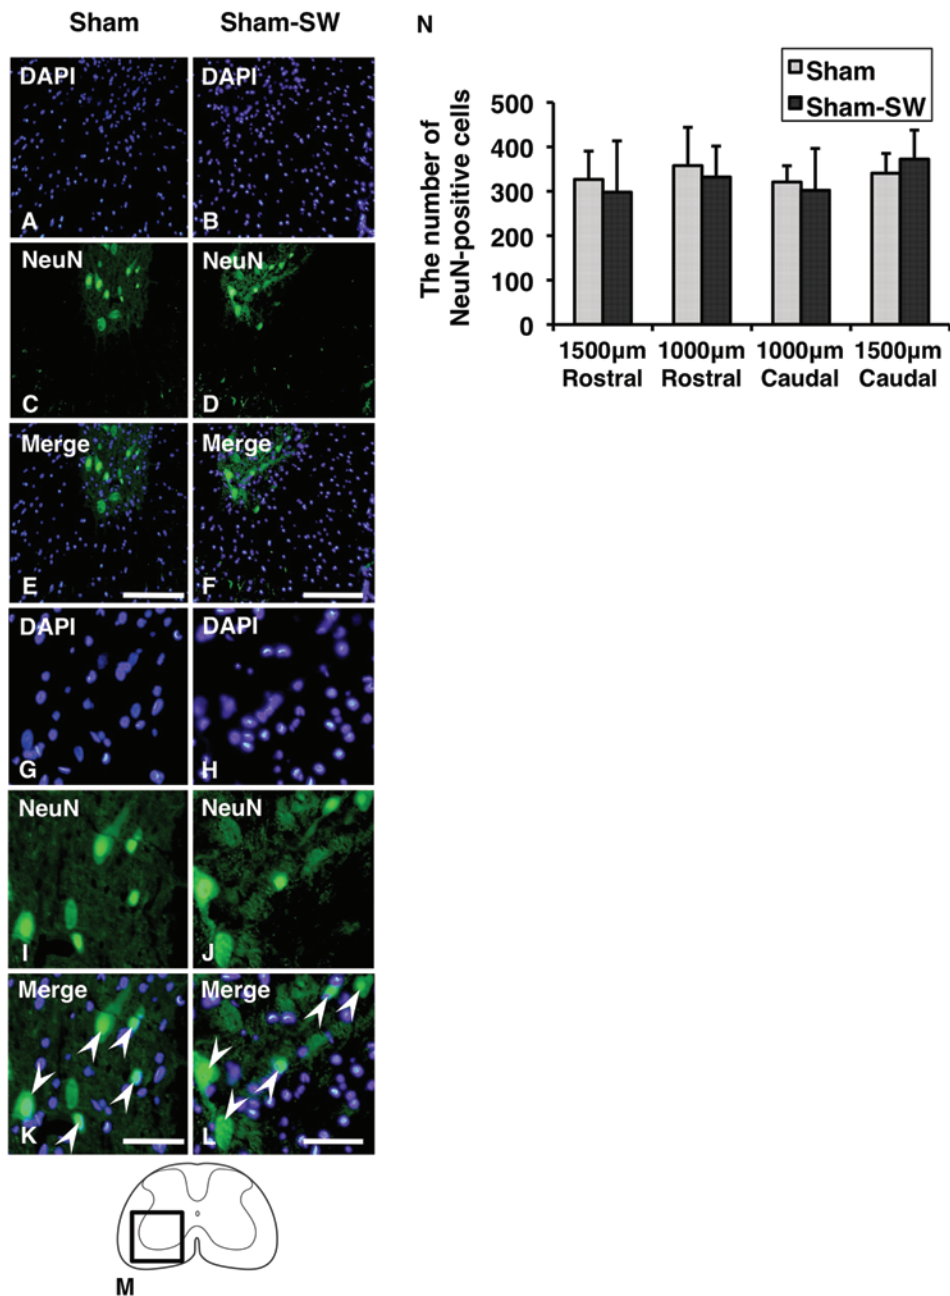 Sham Sham-SW
DAPI DAPI
A B
NeuN NeuN
C D
Merge Merge
E F
DAPI DAPI
G H
NeuN NeuN
I J
Merge Merge
K L
M
N
Sham
Sham-SW
The number of
NeuN-positive cells
500
400
300
200
100
0
1500μm 1000μm 1000μm 1500μm
Rostral Rostral Caudal Caudal